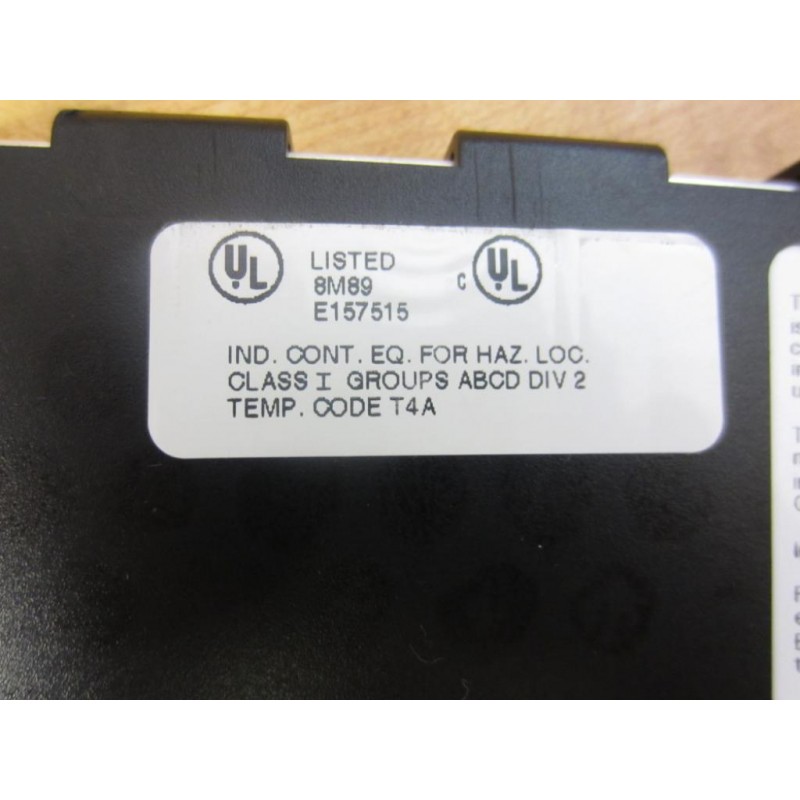 UL LISTED C UL
8M89
E157515
IND. CONT. EQ. FOR HAZ. LOC.
CLASS I GROUPS ABCD DIV 2
TEMP. CODE T4A